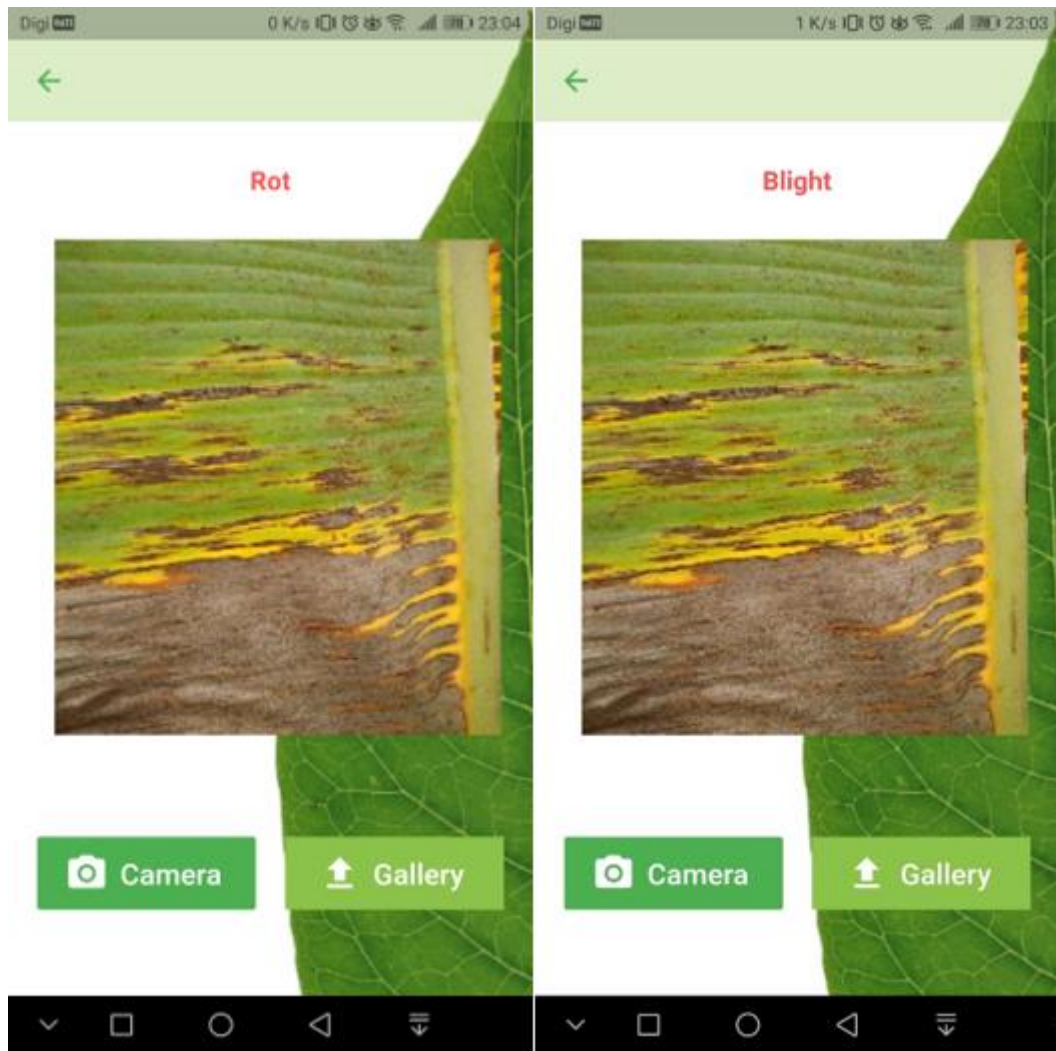 Digi
0 K/s 23:04
Rot
Camera
Gallery
Digi
1 K/s 23:03
Blight
Camera
Gallery